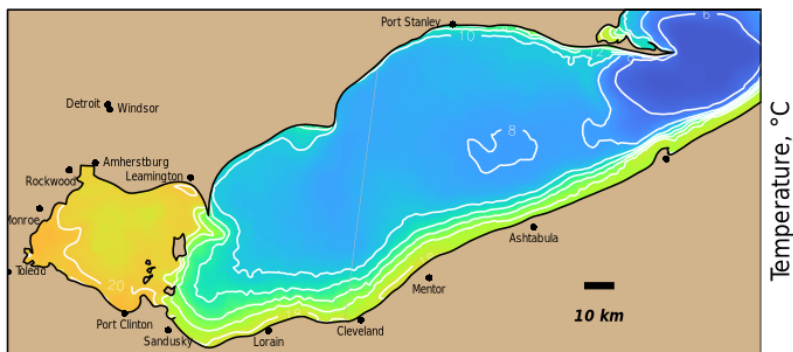 Port Stanley
6
10
12
Detroit
Windsor
8
Amherstburg
Leamington
Rockwood
Monroe
Ashtabula
Toledo
20
Mentor
10 km
Port Clinton
Sandusky
Lorain
Cleveland
Temperature, °C